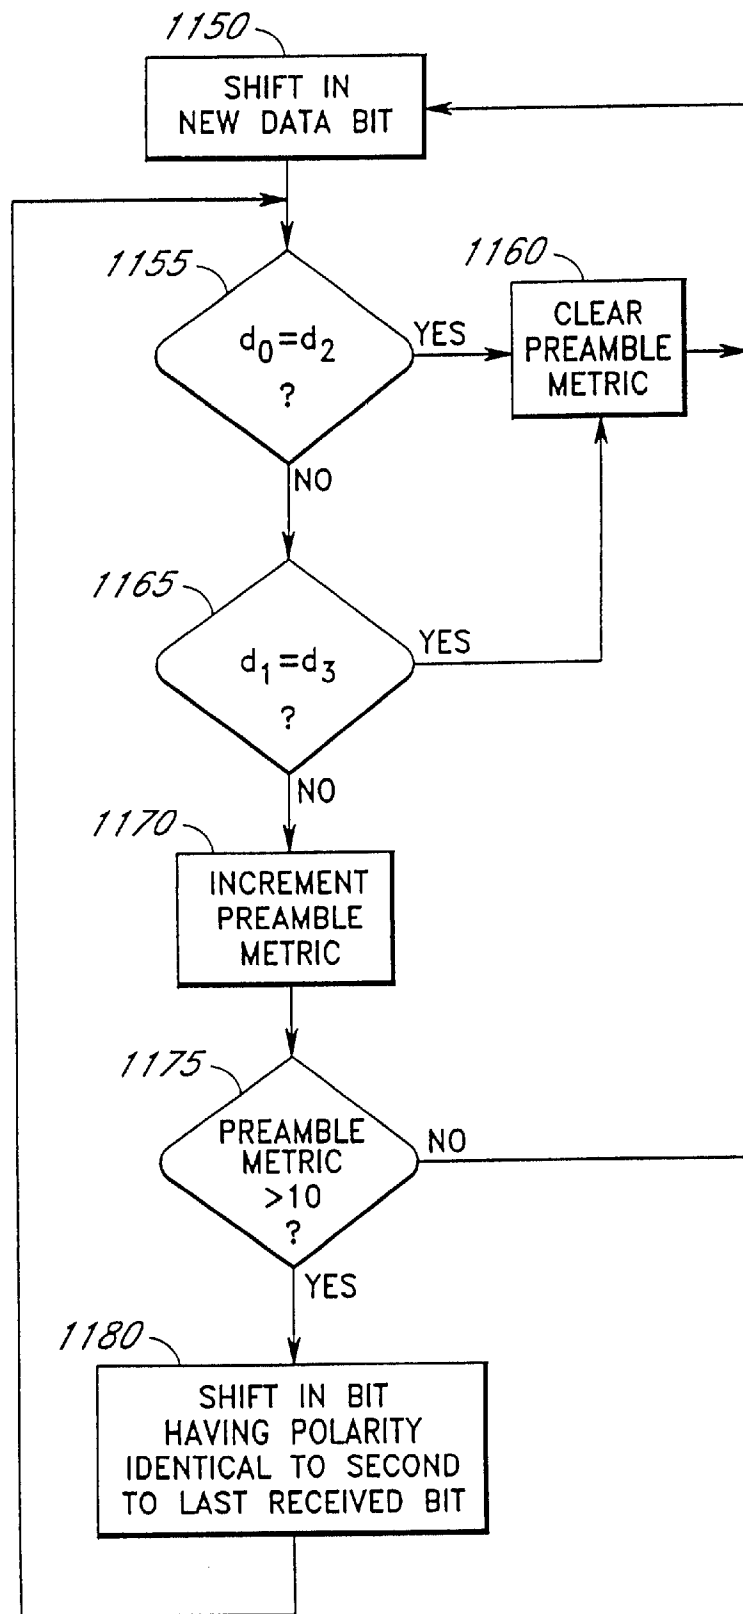 1150
SHIFT IN
NEW DATA BIT
1155
d0=d2
?
YES
1160
CLEAR
PREAMBLE
METRIC
NO
1165
d1=d3
?
YES
NO
1170
INCREMENT
PREAMBLE
METRIC
1175
PREAMBLE
METRIC
>10
?
NO
YES
1180
SHIFT IN BIT
HAVING POLARITY
IDENTICAL TO SECOND
TO LAST RECEIVED BIT